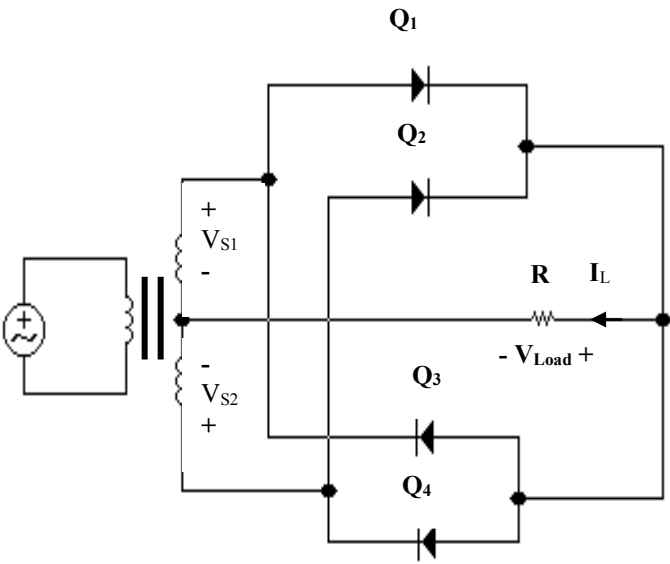 Q1
Q2
+
VS1
-
R
IL
- VLoad +
-
VS2
+
Q3
Q4
+